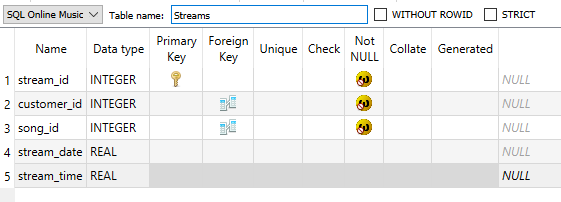 SQL Online Music Table name: Streams WITHOUT ROWID STRICT
Name Data type Primary Key Foreign Key Unique Check Not NULL Collate Generated
1 stream_id INTEGER NULL
2 customer_id INTEGER NULL
3 song_id INTEGER NULL
4 stream_date REAL NULL
5 stream_time REAL NULL